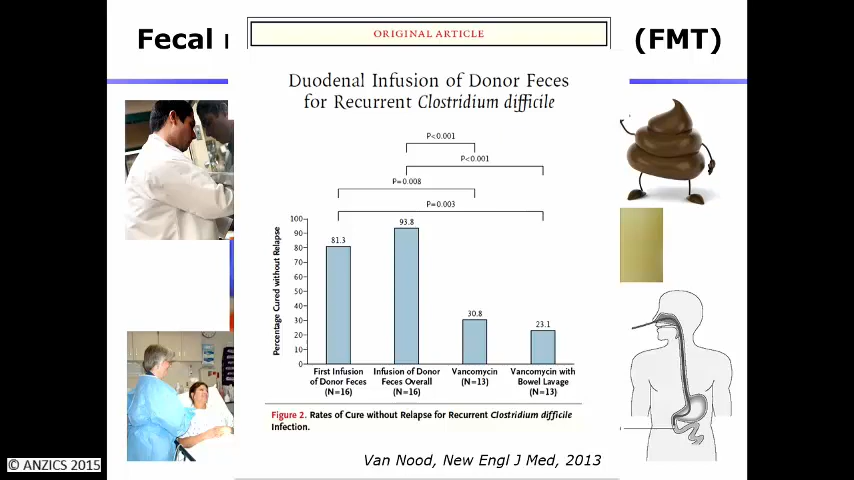 Fecal
(FMT)
ORIGINAL ARTICLE
Duodenal Infusion of Donor Feces
for Recurrent Clostridium difficile
P<0.001
P<0.001
P=0.008
P=0.003
Percentage Cured without Relapse
100
90
80
70
60
50
40
30
20
10
0
81.3
93.8
30.8
23.1
First Infusion
of Donor Feces
(N=16)
Infusion of Donor
Feces Overall
(N=16)
Vancomycin
(N=13)
Vancomycin with
Bowel Lavage
(N=13)
Figure 2. Rates of Cure without Relapse for Recurrent Clostridium difficile
Infection.
Van Nood, New Engl J Med, 2013
© ANZICS 2015